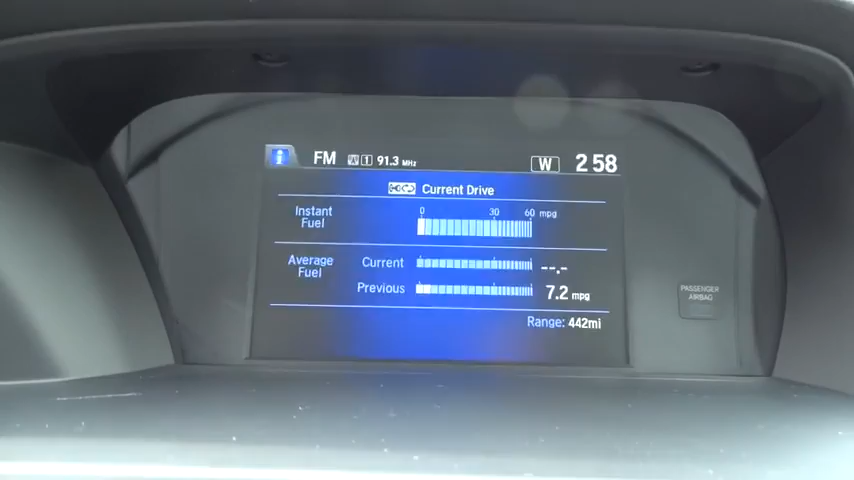 i FM 1 91.3 MHz W 2 58
Current Drive
Instant Fuel 0 30 60 mpg
Average Fuel Current --.-
Previous 7.2 mpg
Range: 442mi
PASSENGER
AIRBAG